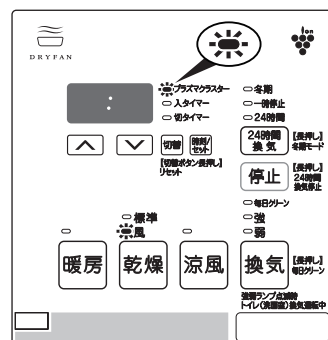 ion
DRYFAN
プラズマクラスター
入タイマー
切タイマー
冬期
一時停止
24時間
:
切替
時刻/
セット
24時間
換気
【長押し】
冬期モード
【切替ボタン長押し】
リセット
停止
【長押し】
24時間
換気停止
毎日クリーン
標準
風
強
弱
暖房
乾燥
涼風
換気
【長押し】
毎日クリーン
強弱ランプ点滅時
トイレ(洗面室)換気運転中